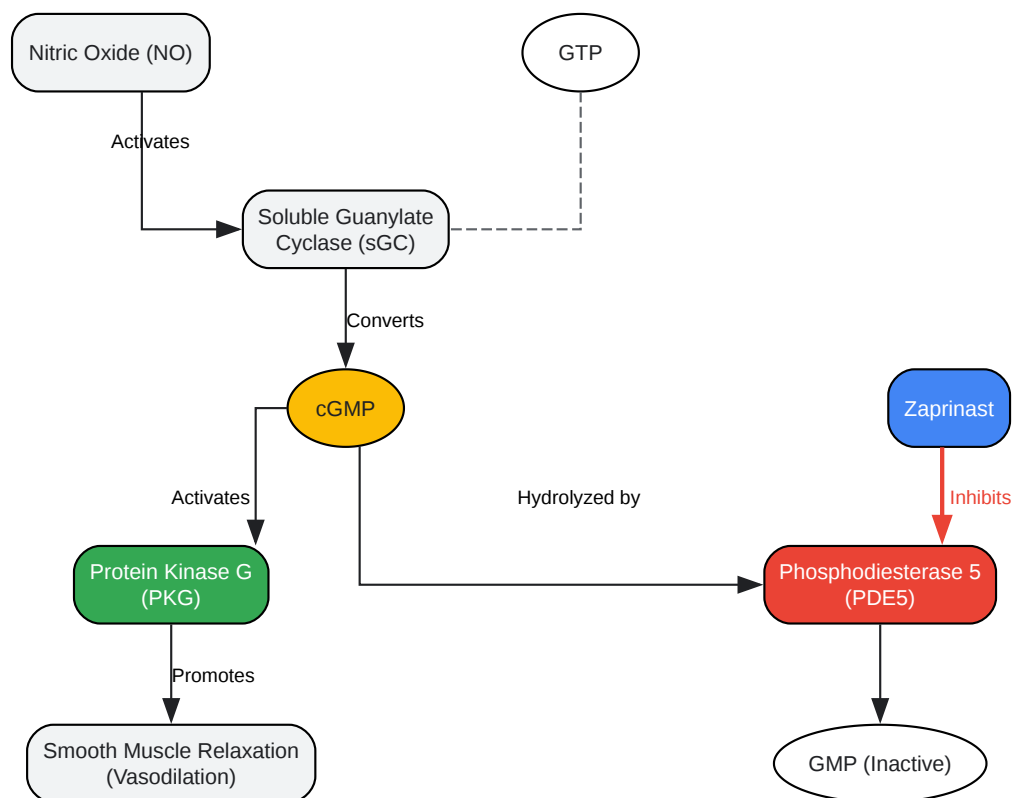 Nitric Oxide (NO)
GTP
Activates
Soluble Guanylate
Cyclase (sGC)
Converts
cGMP
Zaprinast
Activates
Hydrolyzed by
Inhibits
Protein Kinase G
(PKG)
Phosphodiesterase 5
(PDE5)
Promotes
Smooth Muscle Relaxation
(Vasodilation)
GMP (Inactive)